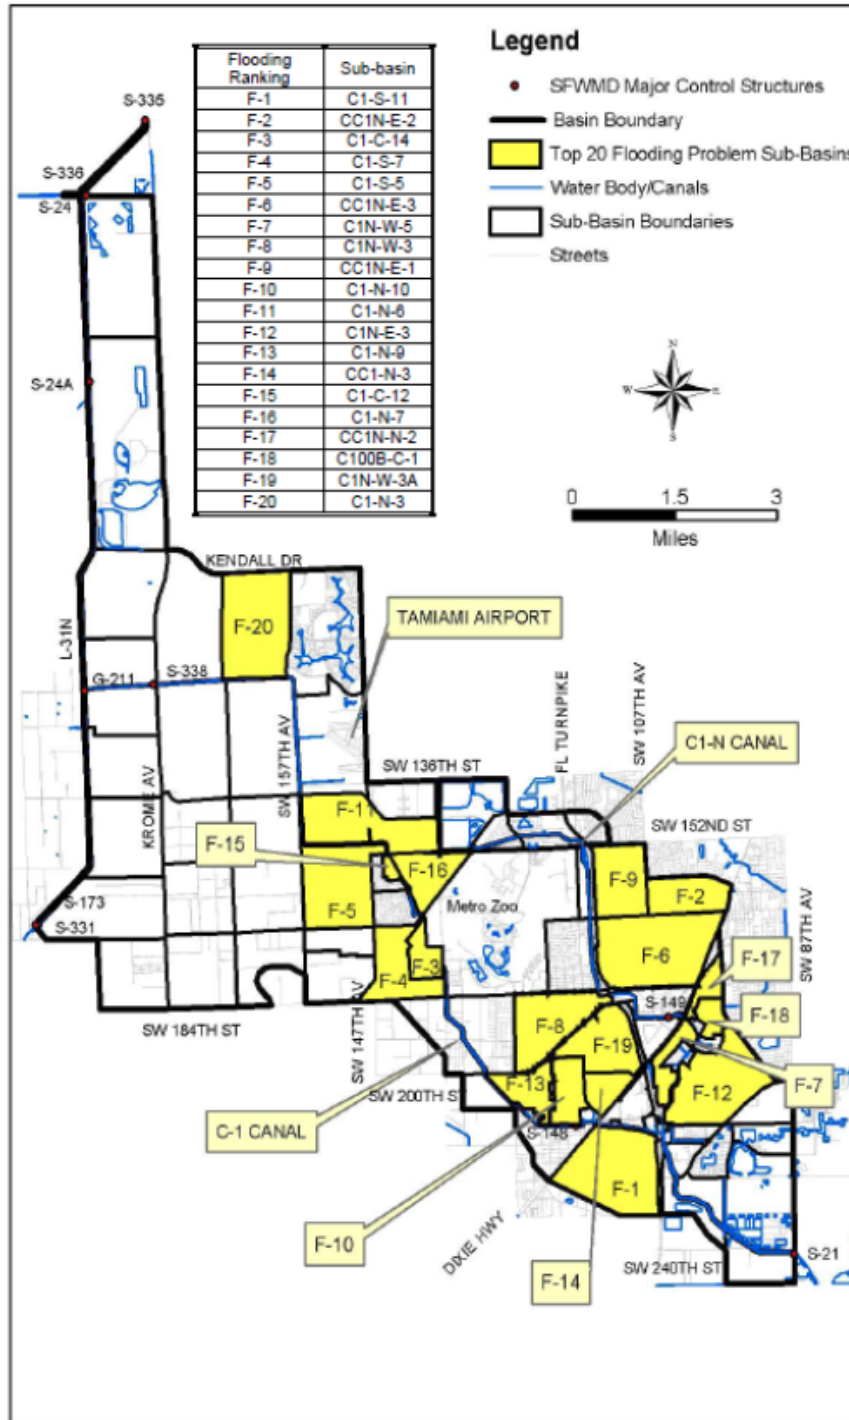 Legend
SFWMD Major Control Structures
Basin Boundary
Top 20 Flooding Problem Sub-Basins
Water Body/Canals
Sub-Basin Boundaries
Streets
Flooding Ranking Sub-basin
F-1 C1-S-11
F-2 CC1N-E-2
F-3 C1-C-14
F-4 C1-S-7
F-5 C1-S-5
F-6 CC1N-E-3
F-7 C1N-W-5
F-8 C1N-W-3
F-9 CC1N-E-1
F-10 C1-N-10
F-11 C1-N-6
F-12 C1N-E-3
F-13 C1-N-9
F-14 CC1-N-3
F-15 C1-C-12
F-16 C1-N-7
F-17 CC1N-N-2
F-18 C100B-C-1
F-19 C1N-W-3A
F-20 C1-N-3
S-335
S-336
S-24
S-24A
N
W E
S
0 1.5 3
Miles
KENDALL DR
F-20
TAMIAMI AIRPORT
L-31N
G-211
S-338
SW 157TH AV
KROME AV
FL TURNPIKE
SW 107TH AV
C1-N CANAL
SW 136TH ST
F-11
SW 152ND ST
F-15
F-16
F-9
F-2
F-5
Metro Zoo
SW 87TH AV
S-173
S-331
F-6
F-17
F-4
F-3
S-149
F-18
SW 184TH ST
SW 147TH AV
F-8
F-19
F-7
F-13
F-12
SW 200TH ST
C-1 CANAL
S-148
F-1
F-10
DIXIE HWY
F-14
SW 240TH ST
S-21